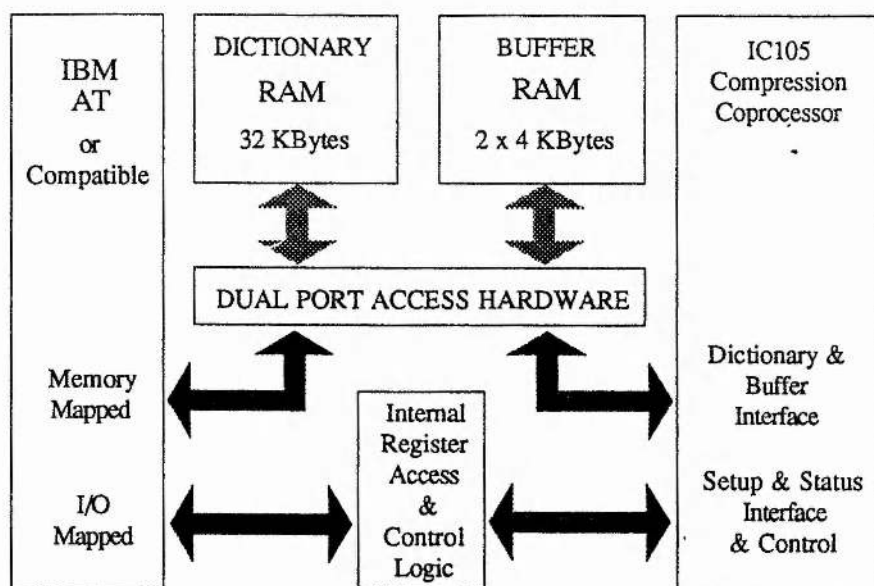 IBM
AT
or
Compatible
Memory
Mapped
I/O
Mapped
DICTIONARY
RAM
32 KBytes
BUFFER
RAM
2 x 4 KBytes
DUAL PORT ACCESS HARDWARE
Internal
Register
Access
&
Control
Logic
IC105
Compression
Coprocessor
Dictionary &
Buffer
Interface
Setup & Status
Interface
& Control